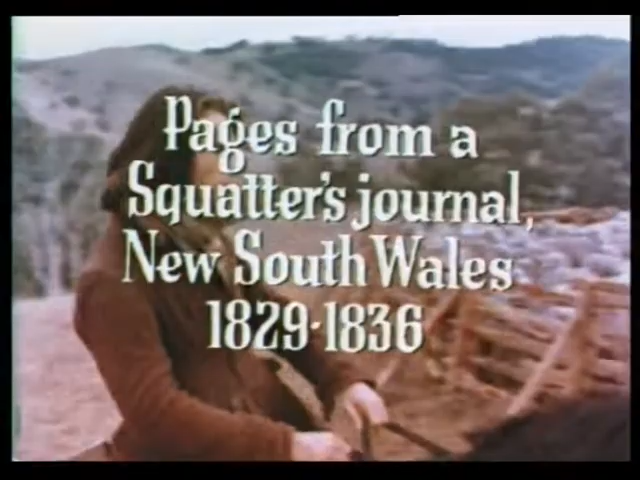 Pages from a
Squatter's journal,
New South Wales
1829-1836